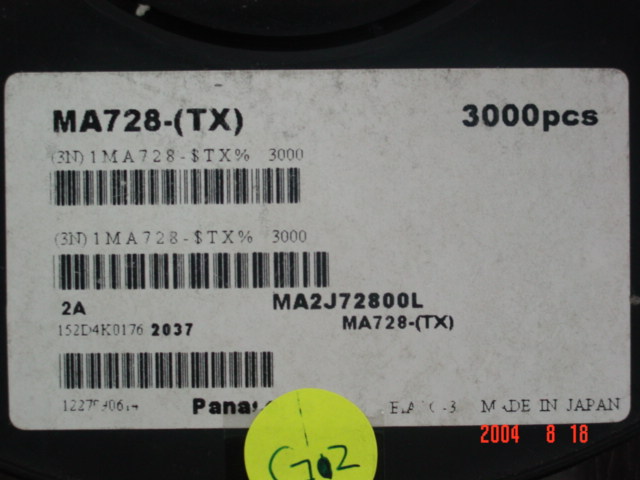 MA728-(TX) 3000pcs
(3N)1MA728-$TX% 3000
(3N)1MA728-$TX% 3000
2A MA2J72800L
152D4K0176 2037 MA728-(TX)
MADE IN JAPAN
2004 8 18
G02